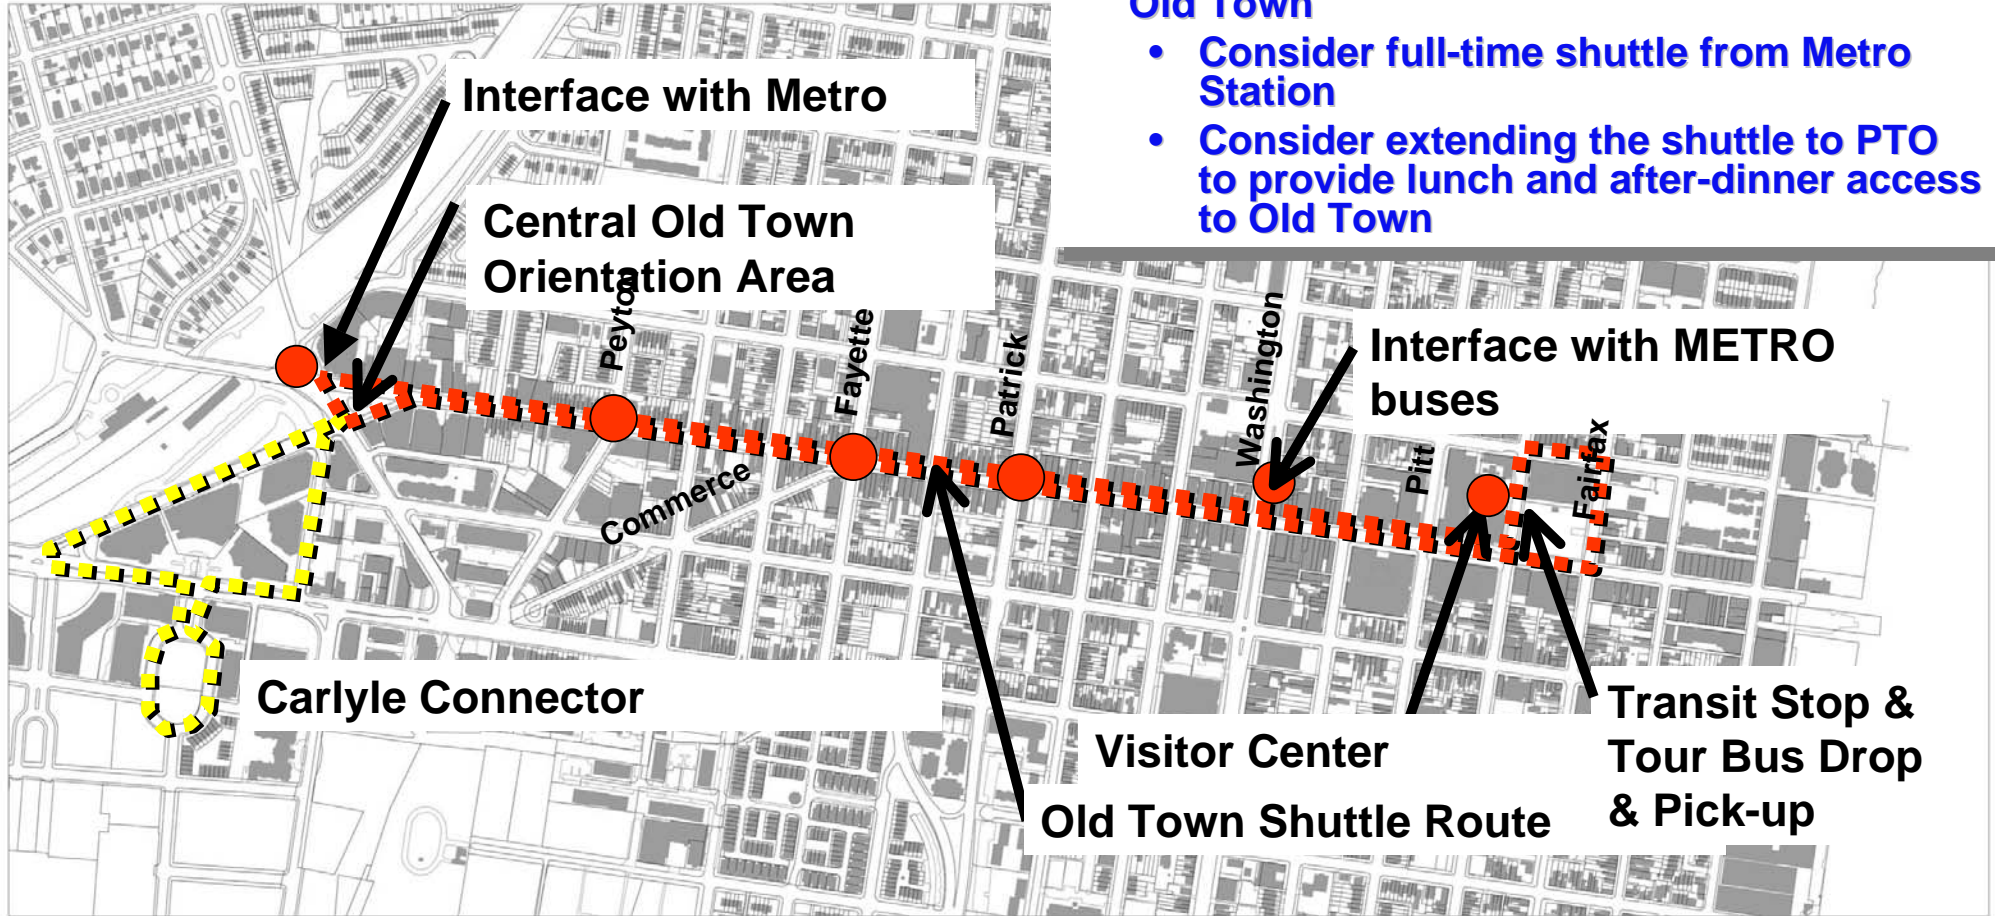 Old Town
• Consider full-time shuttle from Metro
Station
• Consider extending the shuttle to PTO
to provide lunch and after-dinner access
to Old Town
Interface with Metro
Central Old Town
Orientation Area
Peyton
Fayette
Patrick
Washington
Interface with METRO
buses
Pitt
Fairfax
Commerce
Carlyle Connector
Visitor Center
Old Town Shuttle Route
Transit Stop &
Tour Bus Drop
& Pick-up